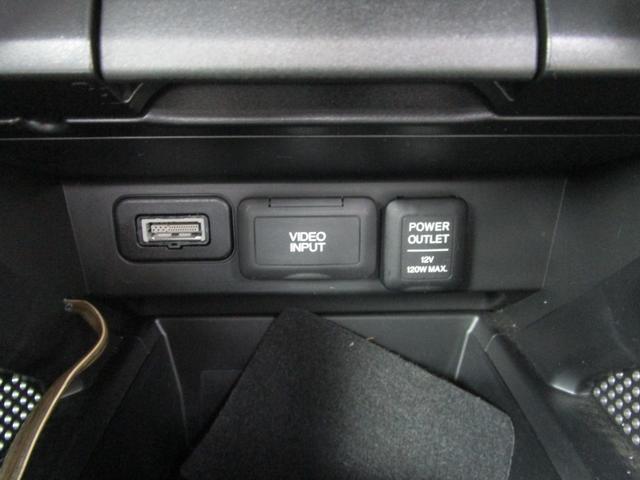 VIDEO
INPUT
POWER
OUTLET
12V
120W MAX.